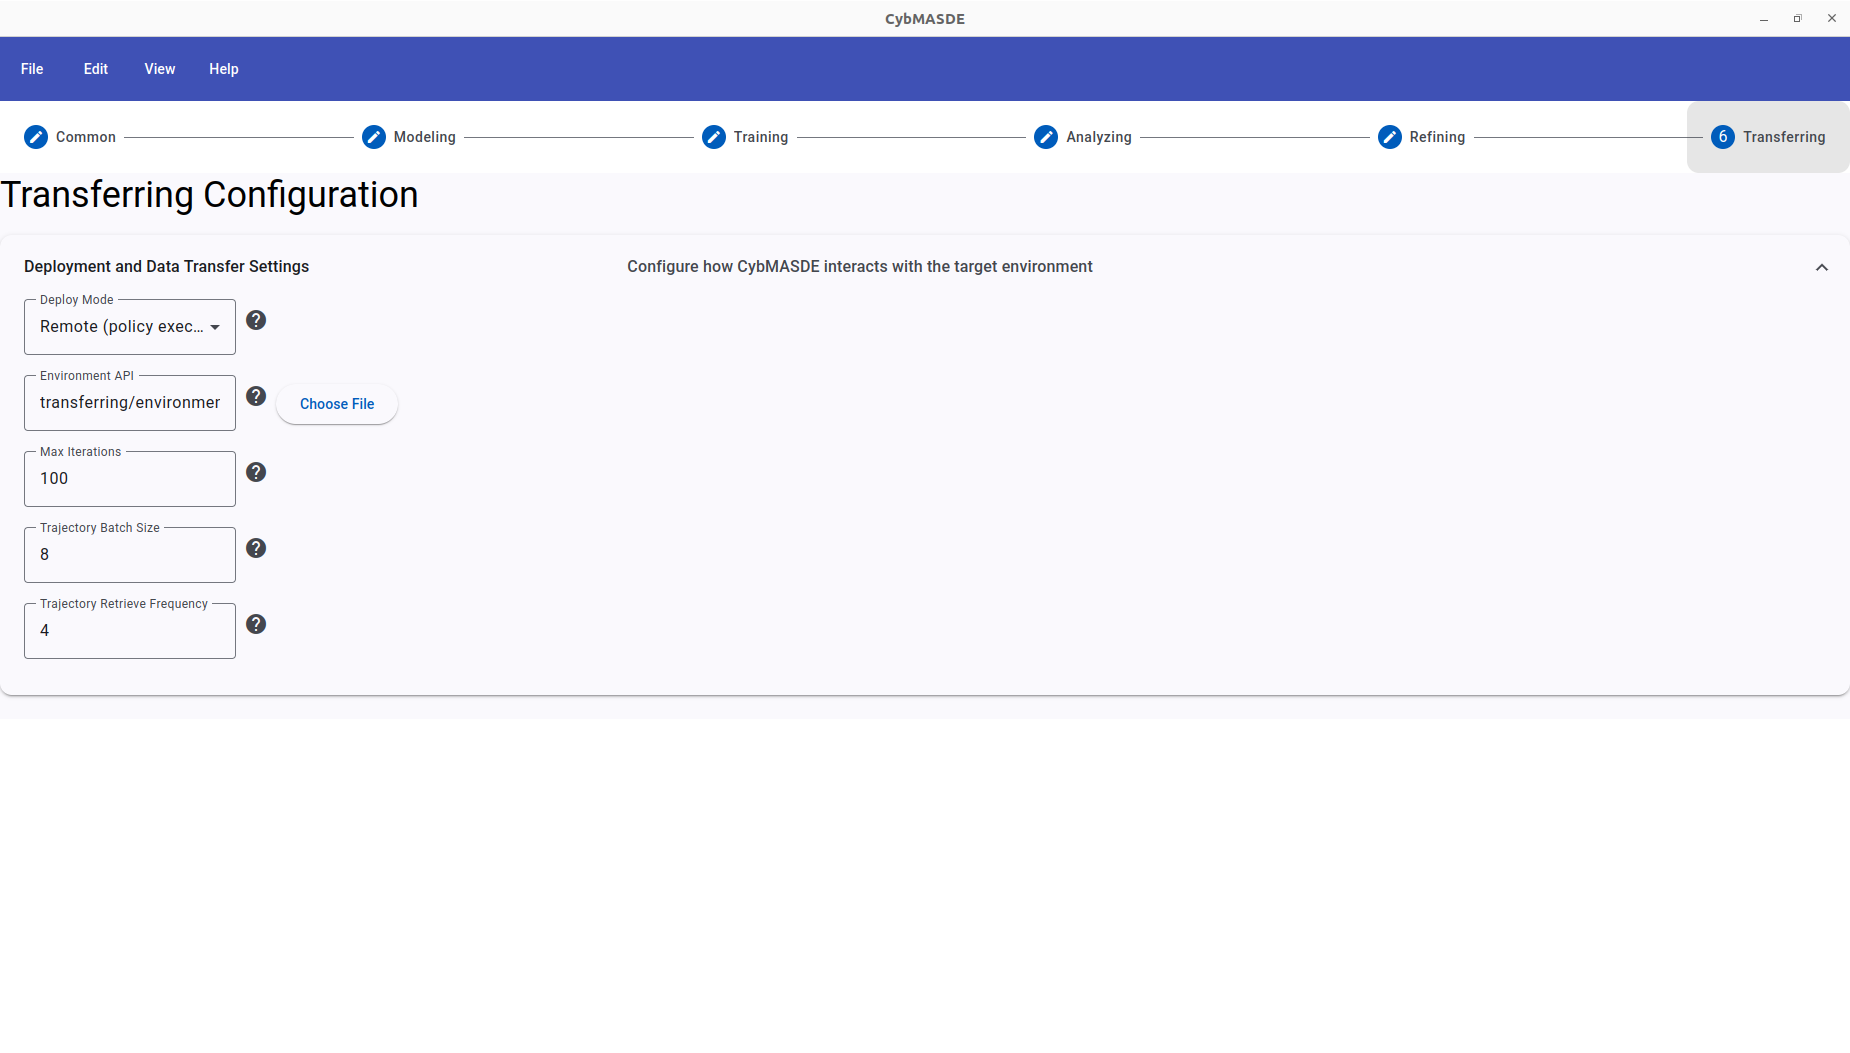 CybMASDE
File Edit View Help
Common Modeling Training Analyzing Refining 6 Transferring
Transferring Configuration
Deployment and Data Transfer Settings Configure how CybMASDE interacts with the target environment
Deploy Mode
Remote (policy exec...
Environment API
transferring/environmer
Choose File
Max Iterations
100
Trajectory Batch Size
8
Trajectory Retrieve Frequency
4